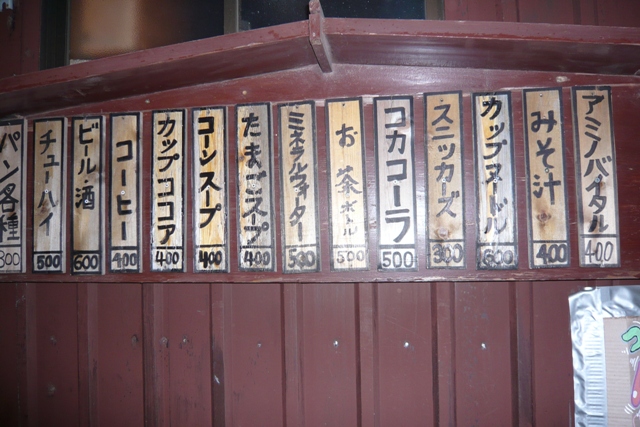 アミノバイタル
400
みそ汁
400
カップヌードル
600
スニッカーズ
300
コカコーラ
500
お茶ボトル
500
ミネラルウォーター
500
たまごスープ
400
コーンスープ
400
カップココア
400
コーヒー
400
ビール酒
600
チューハイ
500
パン各種
300